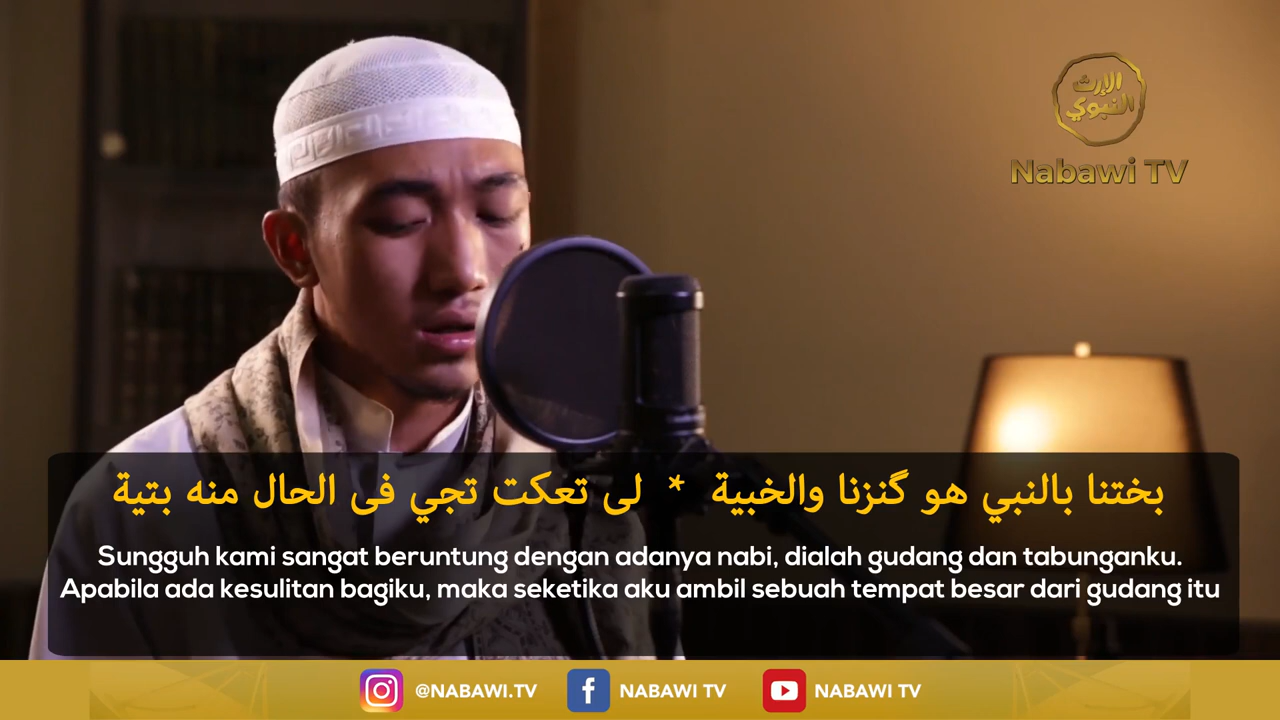 الإرث
النبوي
Nabawi TV
بختنا بالنبي هو گنزنا والخبية * لى تعكت تجي فى الحال منه بتية
Sungguh kami sangat beruntung dengan adanya nabi, dialah gudang dan tabunganku.
Apabila ada kesulitan bagiku, maka seketika aku ambil sebuah tempat besar dari gudang itu
@NABAWI.TV NABAWI TV NABAWI TV